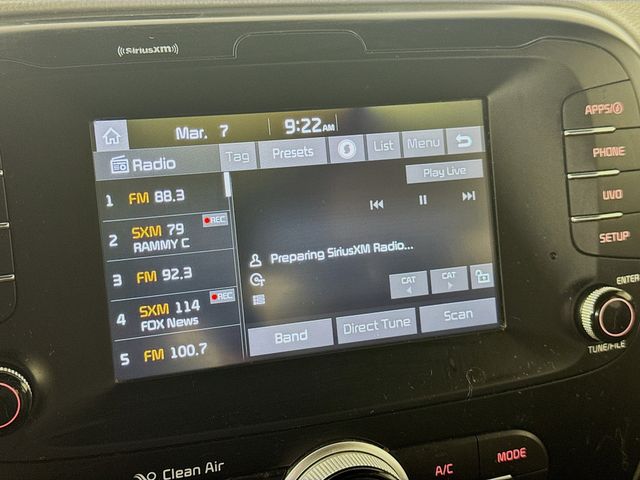 ((SiriusXM))
Mar. 7 9:22AM
Radio Tag Presets List Menu
Play Live
1 FM 88.3
2 SXM 79 REC
RAMMY C
3 FM 92.3
4 SXM 114 REC
FOX News
5 FM 100.7
Preparing SiriusXM Radio...
CAT CAT
Band Direct Tune Scan
APPS/
PHONE
UVO
SETUP
ENTER
TUNE/FILE
Clean Air
A/C
MODE